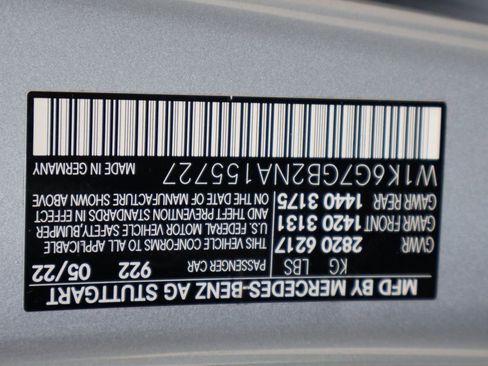 MFD BY MERCEDES-BENZ AG STUTTGART
KG LBS PASSENGER CAR 922 05/22
GVWR 2820 6217
GAWR FRONT 1420 3131
GAWR REAR 1440 3175
THIS VEHICLE CONFORMS TO ALL APPLICABLE
U.S. FEDERAL MOTOR VEHICLE SAFETY,BUMPER
AND THEFT PREVENTION STANDARDS IN EFFECT
ON THE DATE OF MANUFACTURE SHOWN ABOVE
W1K6G7GB2NA155727 MADE IN GERMANY